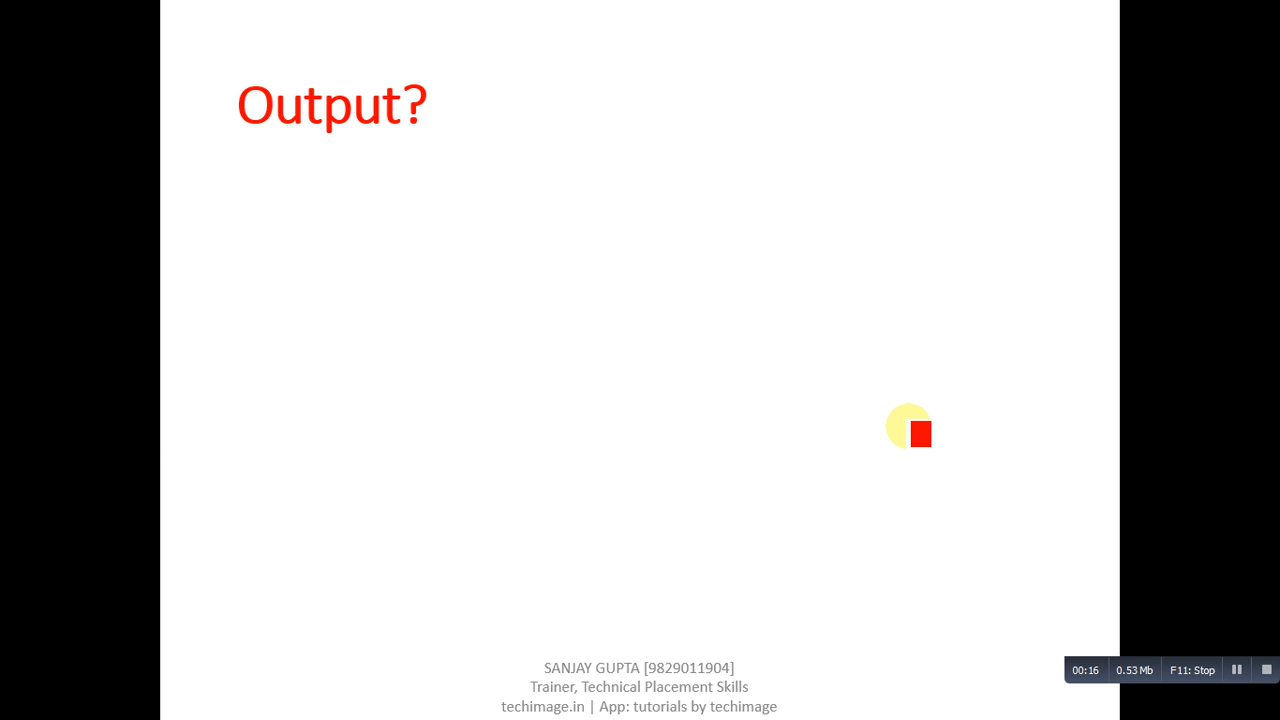 Output?
SANJAY GUPTA [9829011904]
Trainer, Technical Placement Skills
techimage.in | App: tutorials by techimage
00:16 0.53 Mb F11: Stop